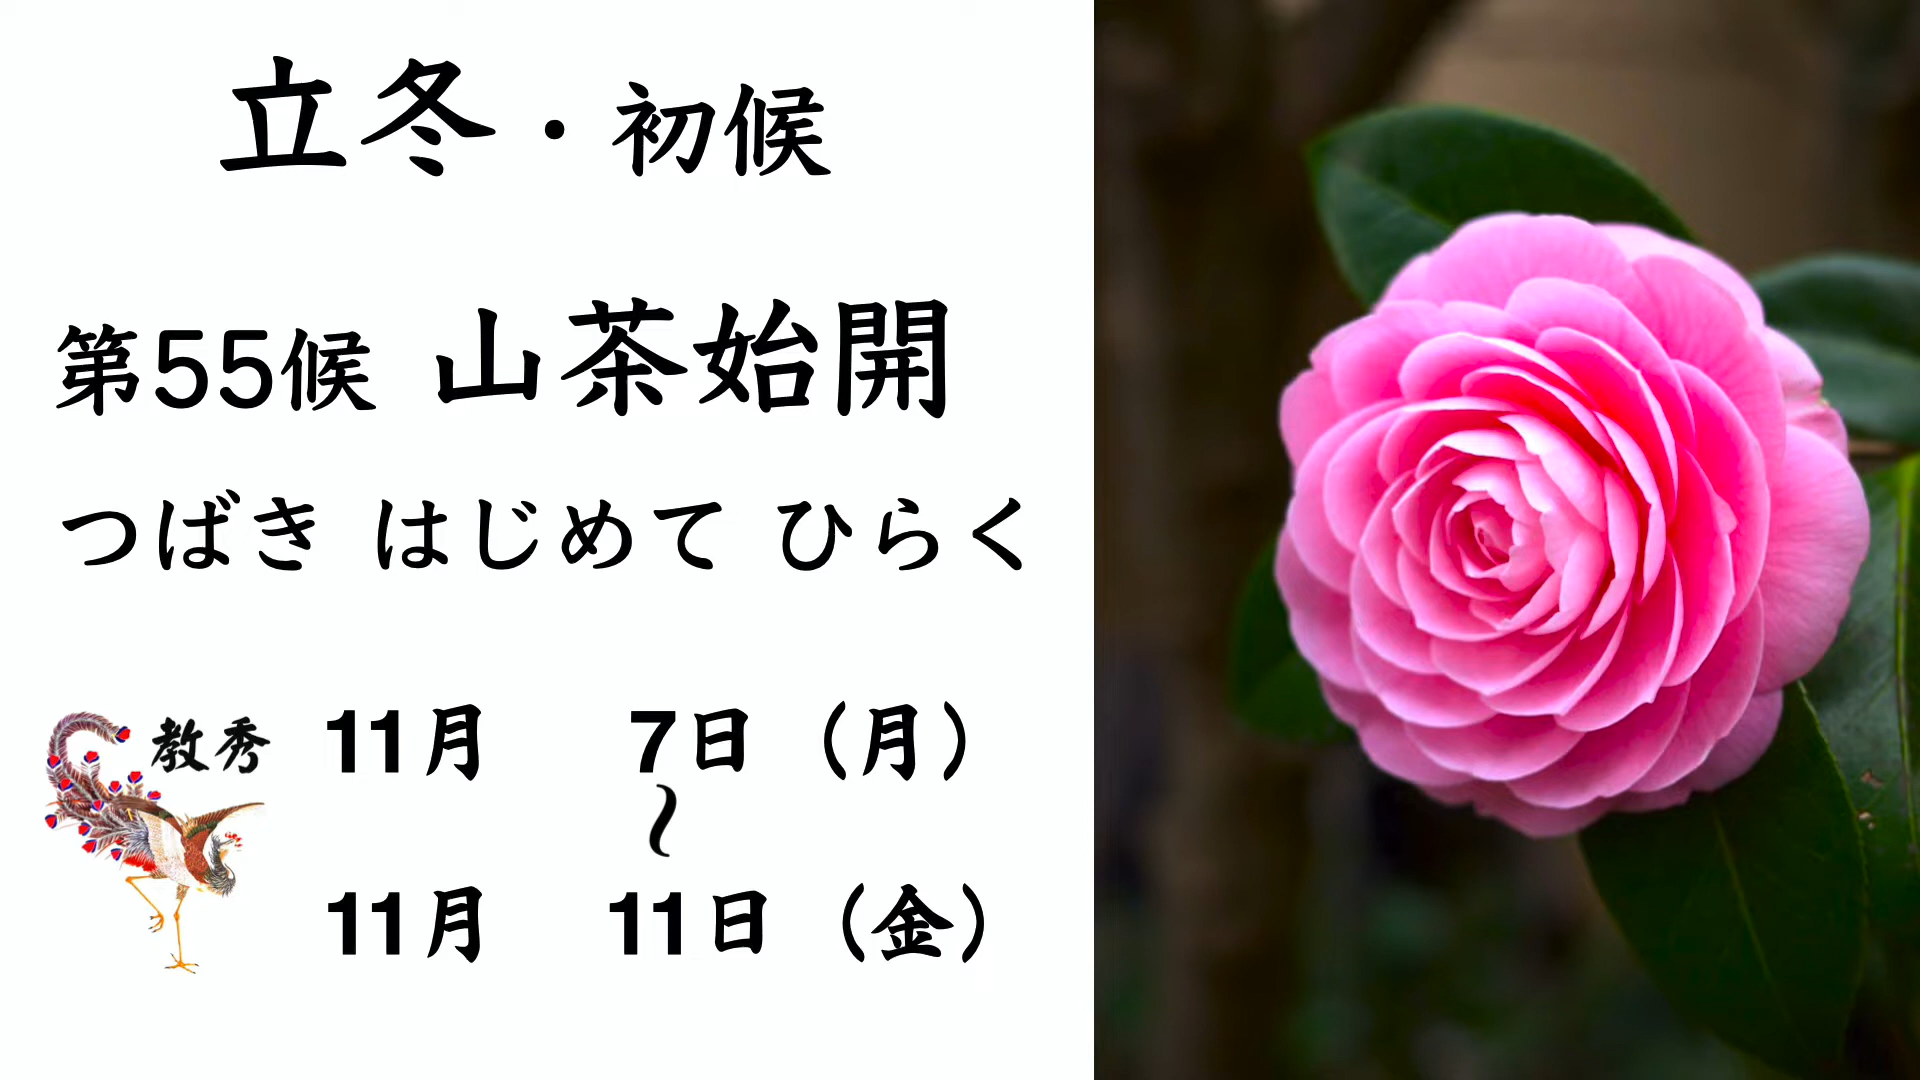 立冬・初候
第55候 山茶始開
つばき はじめて ひらく
教秀
11月 7日（月）
〜
11月 11日（金）